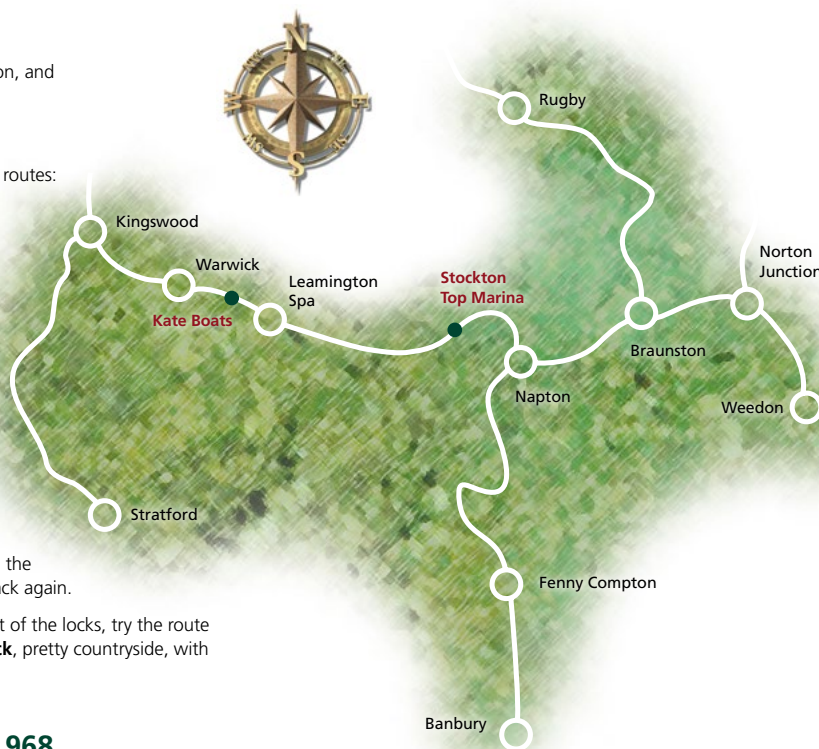 on, and
routes:
N
W
E
S
Rugby
Kingswood
Warwick
Leamington
Spa
Kate Boats
Stockton
Top Marina
Norton
Junction
Braunston
Napton
Weedon
Stratford
the
ck again.
Fenny Compton
t of the locks, try the route
ck, pretty countryside, with
Banbury
968